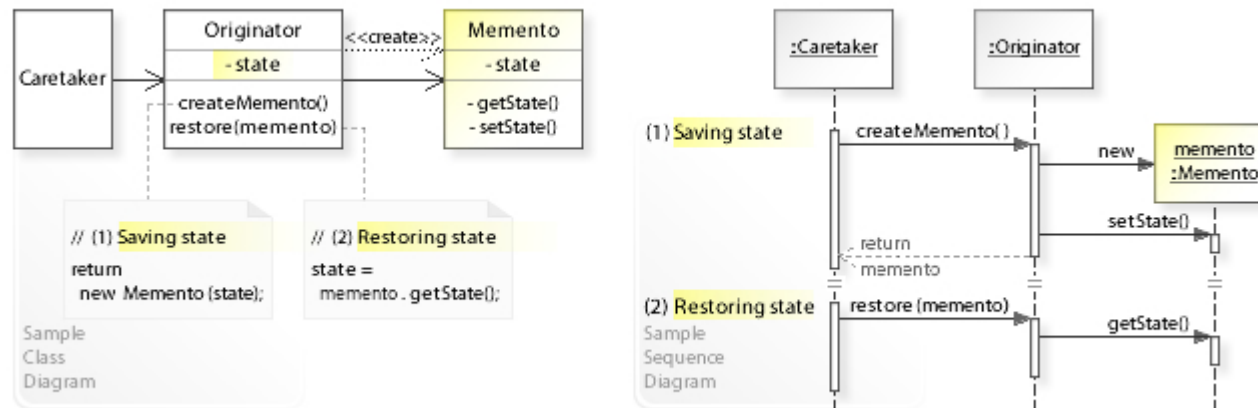 Caretaker
Originator
- state
createMemento()
restore(memento)
<<create>>
Memento
- state
- getState()
- setState()
// (1) Saving state
return
new Memento (state);
// (2) Restoring state
state =
memento . getState();
Sample
Class
Diagram
:Caretaker
:Originator
(1) Saving state
createMemento( )
new
memento
:Memento
setState()
return
memento
(2) Restoring state
restore (memento)
getState()
Sample
Sequence
Diagram